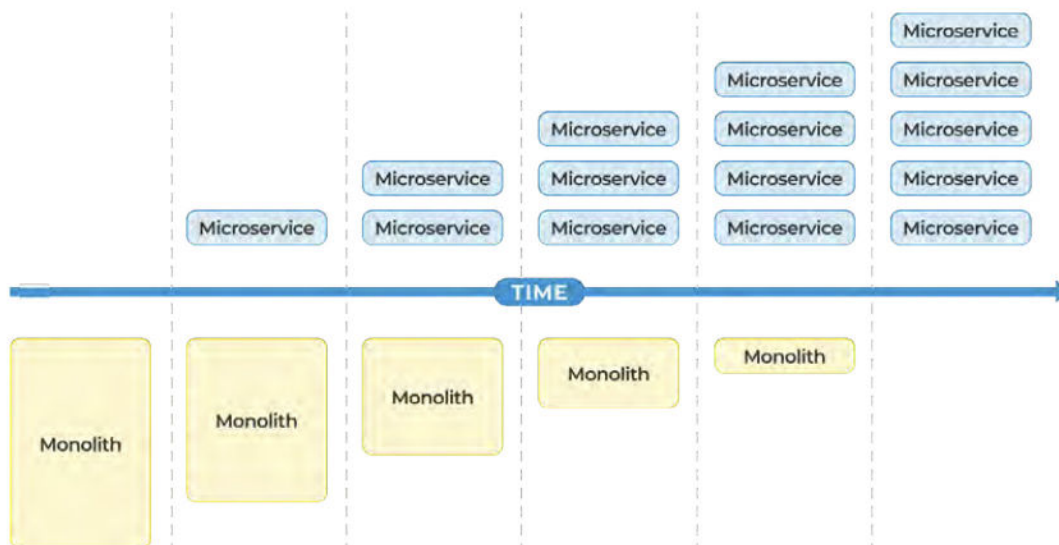 Microservice
Microservice Microservice
Microservice Microservice Microservice
Microservice Microservice Microservice Microservice
Microservice Microservice Microservice Microservice Microservice
TIME
Monolith
Monolith
Monolith
Monolith
Monolith